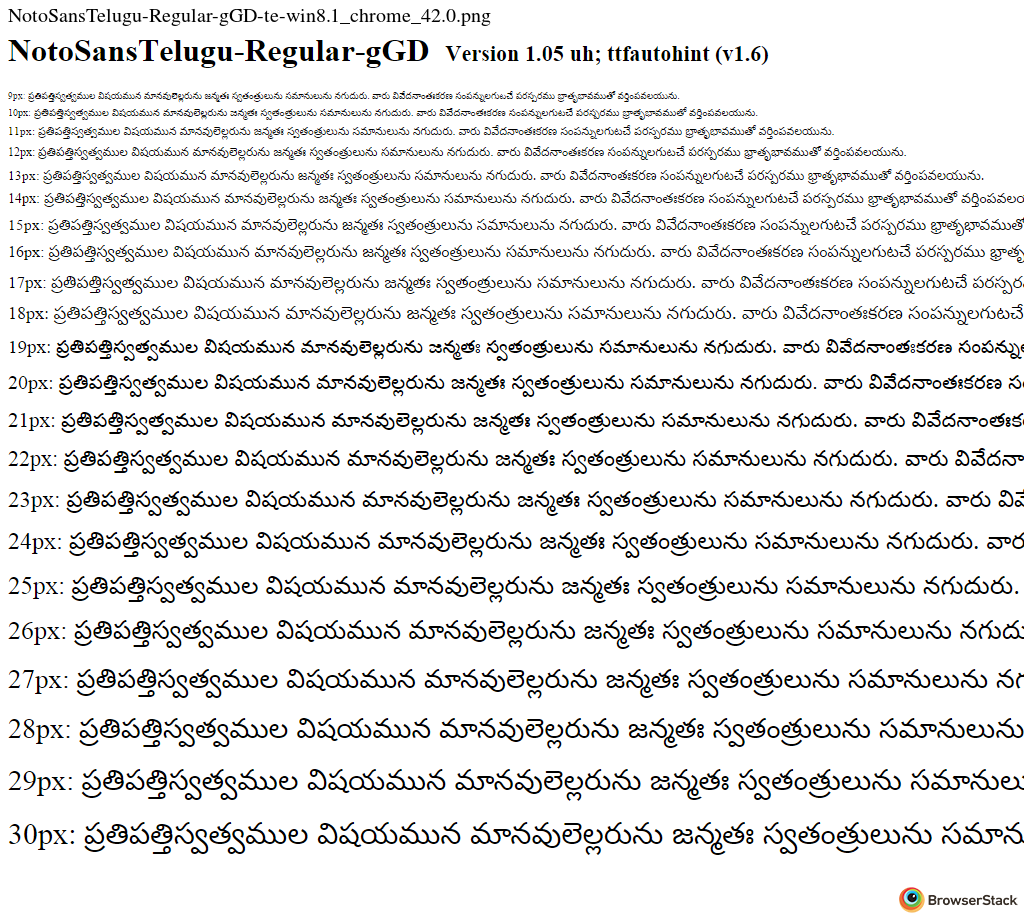 NotoSansTelugu-Regular-gGD-te-win8.1_chrome_42.0.png
NotoSansTelugu-Regular-gGD Version 1.05 uh; ttfautohint (v1.6)
9px: ప్రతిపత్తిస్వత్వముల విషయమున మానవులెల్లరును జన్మతః స్వతంత్రులును సమానులును నగుదురు. వారు వివేదనాంతఃకరణ సంపన్నులగుటచే పరస్పరము భ్రాతృభావముతో వర్తింపవలయును.
10px: ప్రతిపత్తిస్వత్వముల విషయమున మానవులెల్లరును జన్మతః స్వతంత్రులును సమానులును నగుదురు. వారు వివేదనాంతఃకరణ సంపన్నులగుటచే పరస్పరము భ్రాతృభావముతో వర్తింపవలయును.
11px: ప్రతిపత్తిస్వత్వముల విషయమున మానవులెల్లరును జన్మతః స్వతంత్రులును సమానులును నగుదురు. వారు వివేదనాంతఃకరణ సంపన్నులగుటచే పరస్పరము భ్రాతృభావముతో వర్తింపవలయును.
12px: ప్రతిపత్తిస్వత్వముల విషయమున మానవులెల్లరును జన్మతః స్వతంత్రులును సమానులును నగుదురు. వారు వివేదనాంతఃకరణ సంపన్నులగుటచే పరస్పరము భ్రాతృభావముతో వర్తింపవలయును.
13px: ప్రతిపత్తిస్వత్వముల విషయమున మానవులెల్లరును జన్మతః స్వతంత్రులును సమానులును నగుదురు. వారు వివేదనాంతఃకరణ సంపన్నులగుటచే పరస్పరము భ్రాతృభావముతో వర్తింపవలయును.
14px: ప్రతిపత్తిస్వత్వముల విషయమున మానవులెల్లరును జన్మతః స్వతంత్రులును సమానులును నగుదురు. వారు వివేదనాంతఃకరణ సంపన్నులగుటచే పరస్పరము భ్రాతృభావముతో వర్తింపవలయు
15px: ప్రతిపత్తిస్వత్వముల విషయమున మానవులెల్లరును జన్మతః స్వతంత్రులును సమానులును నగుదురు. వారు వివేదనాంతఃకరణ సంపన్నులగుటచే పరస్పరము భ్రాతృభావముతో
16px: ప్రతిపత్తిస్వత్వముల విషయమున మానవులెల్లరును జన్మతః స్వతంత్రులును సమానులును నగుదురు. వారు వివేదనాంతఃకరణ సంపన్నులగుటచే పరస్పరము భ్రాతృ
17px: ప్రతిపత్తిస్వత్వముల విషయమున మానవులెల్లరును జన్మతః స్వతంత్రులును సమానులును నగుదురు. వారు వివేదనాంతఃకరణ సంపన్నులగుటచే పరస్పర
18px: ప్రతిపత్తిస్వత్వముల విషయమున మానవులెల్లరును జన్మతః స్వతంత్రులును సమానులును నగుదురు. వారు వివేదనాంతఃకరణ సంపన్నులగుటచే
19px: ప్రతిపత్తిస్వత్వముల విషయమున మానవులెల్లరును జన్మతః స్వతంత్రులును సమానులును నగుదురు. వారు వివేదనాంతఃకరణ సంపన్ను
20px: ప్రతిపత్తిస్వత్వముల విషయమున మానవులెల్లరును జన్మతః స్వతంత్రులును సమానులును నగుదురు. వారు వివేదనాంతఃకరణ సం
21px: ప్రతిపత్తిస్వత్వముల విషయమున మానవులెల్లరును జన్మతః స్వతంత్రులును సమానులును నగుదురు. వారు వివేదనాంతఃక
22px: ప్రతిపత్తిస్వత్వముల విషయమున మానవులెల్లరును జన్మతః స్వతంత్రులును సమానులును నగుదురు. వారు వివేదనా
23px: ప్రతిపత్తిస్వత్వముల విషయమున మానవులెల్లరును జన్మతః స్వతంత్రులును సమానులును నగుదురు. వారు వివే
24px: ప్రతిపత్తిస్వత్వముల విషయమున మానవులెల్లరును జన్మతః స్వతంత్రులును సమానులును నగుదురు. వార
25px: ప్రతిపత్తిస్వత్వముల విషయమున మానవులెల్లరును జన్మతః స్వతంత్రులును సమానులును నగుదురు.
26px: ప్రతిపత్తిస్వత్వముల విషయమున మానవులెల్లరును జన్మతః స్వతంత్రులును సమానులును నగుదు
27px: ప్రతిపత్తిస్వత్వముల విషయమున మానవులెల్లరును జన్మతః స్వతంత్రులును సమానులును నగ
28px: ప్రతిపత్తిస్వత్వముల విషయమున మానవులెల్లరును జన్మతః స్వతంత్రులును సమానులును
29px: ప్రతిపత్తిస్వత్వముల విషయమున మానవులెల్లరును జన్మతః స్వతంత్రులును సమానులు
30px: ప్రతిపత్తిస్వత్వముల విషయమున మానవులెల్లరును జన్మతః స్వతంత్రులును సమాను
BrowserStack